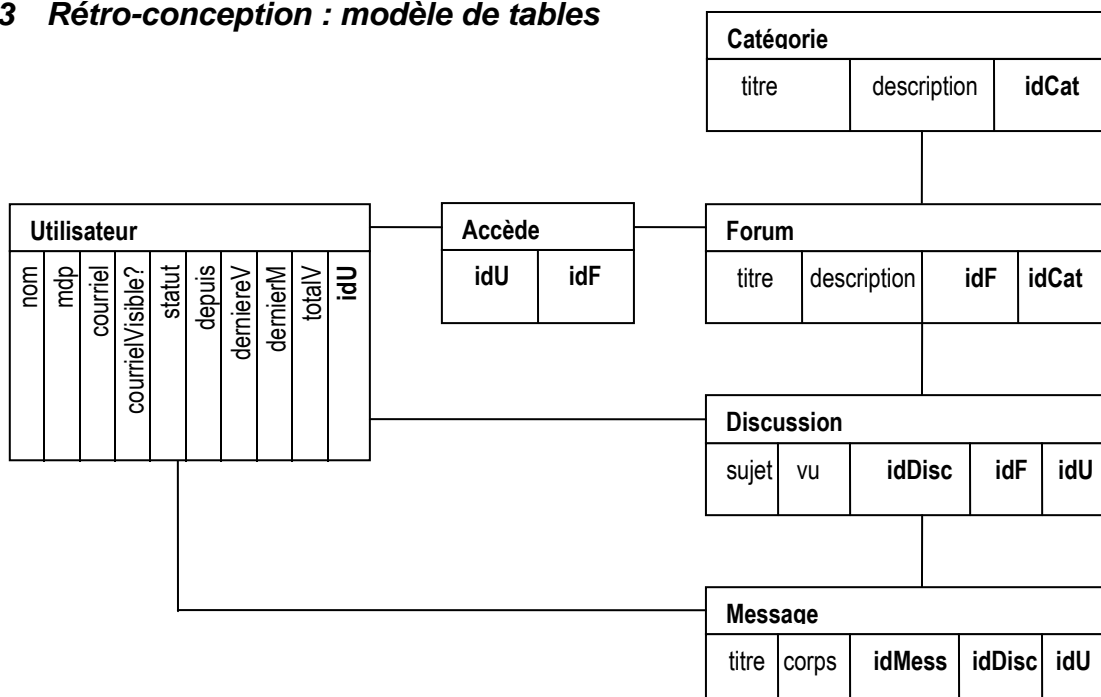 3 Rétro-conception : modèle de tables
Catégorie
titre description idCat
Utilisateur
nom mdp courriel courrielVisible? statut depuis derniereV dernierM totalV idU
Accède
idU idF
Forum
titre description idF idCat
Discussion
sujet vu idDisc idF idU
Message
titre corps idMess idDisc idU